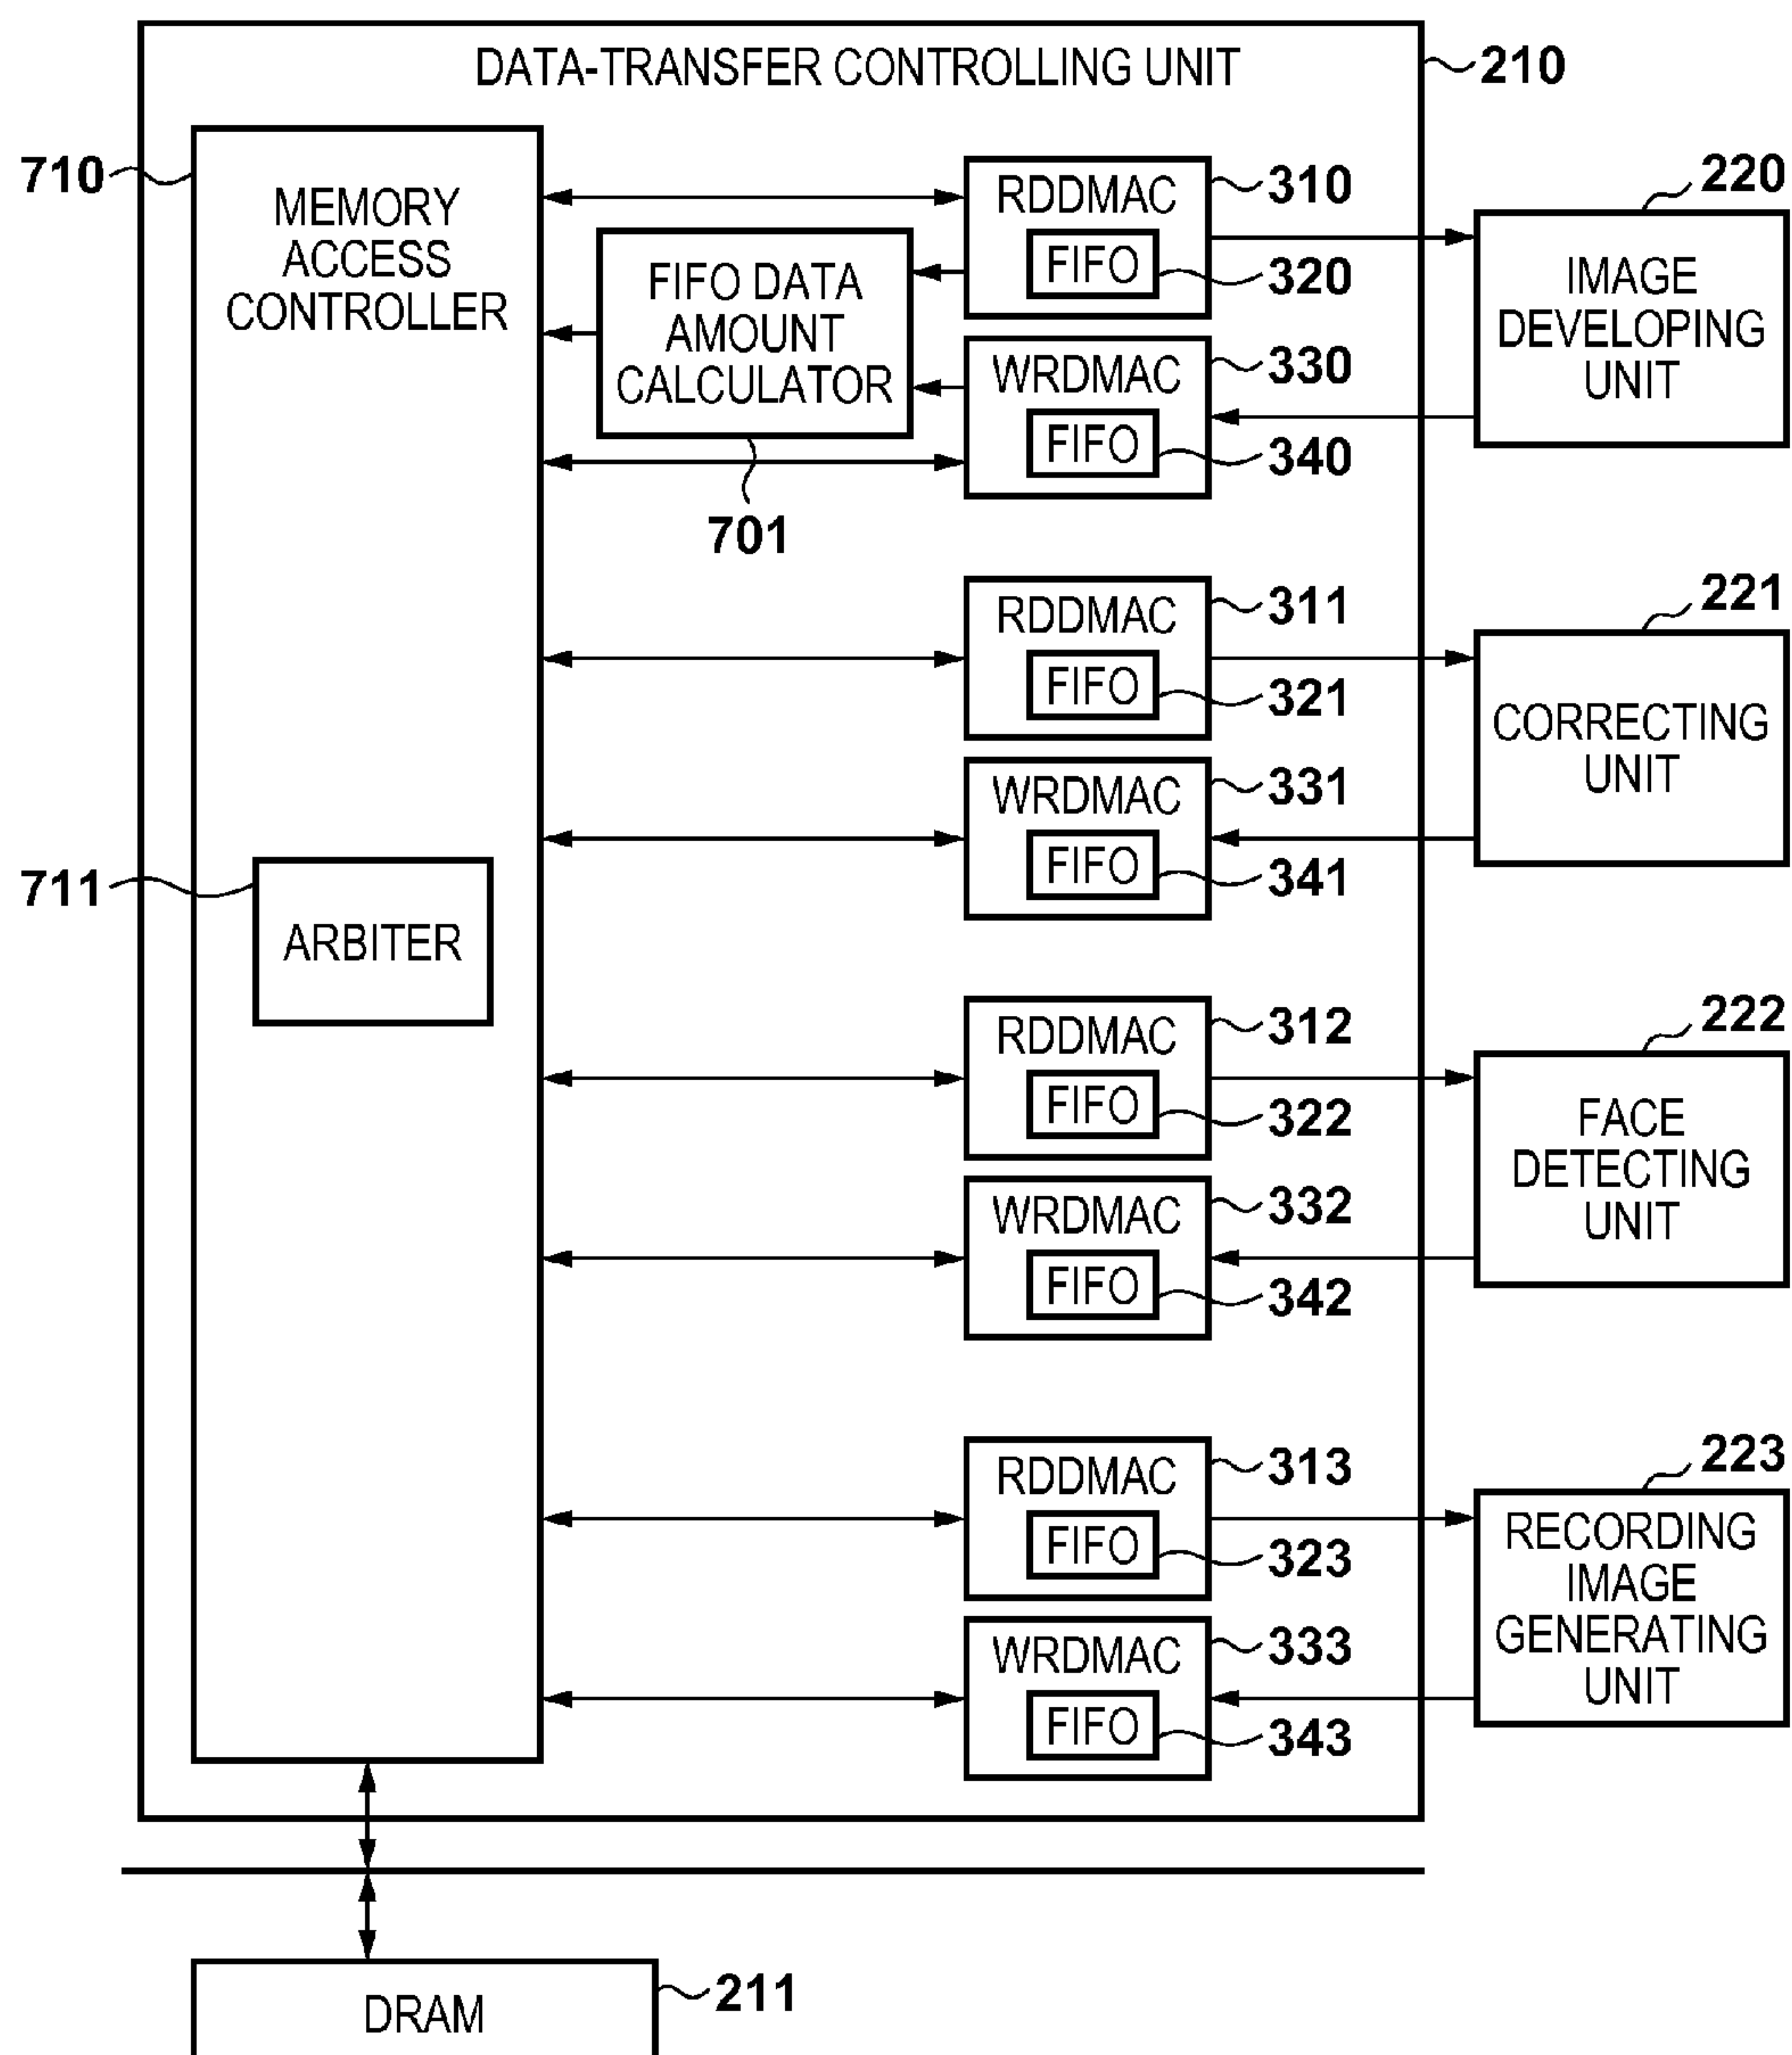 DATA-TRANSFER CONTROLLING UNIT
210
710
MEMORY
ACCESS
CONTROLLER
FIFO DATA
AMOUNT
CALCULATOR
701
RDDMAC
310
FIFO
320
WRDMAC
330
FIFO
340
220
IMAGE
DEVELOPING
UNIT
RDDMAC
311
FIFO
321
WRDMAC
331
FIFO
341
221
CORRECTING
UNIT
711
ARBITER
RDDMAC
312
FIFO
322
WRDMAC
332
FIFO
342
222
FACE
DETECTING
UNIT
RDDMAC
313
FIFO
323
WRDMAC
333
FIFO
343
223
RECORDING
IMAGE
GENERATING
UNIT
DRAM
211